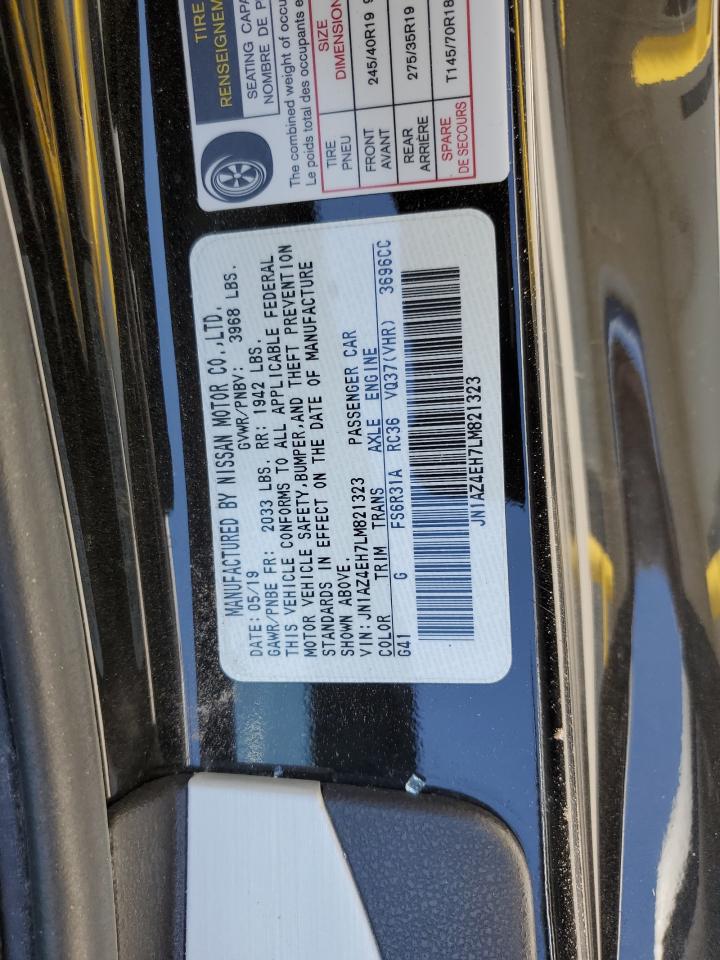 TIRE
RENSEIGNEM
SEATING CAPA
NOMBRE DE P
The combined weight of occu
Le poids total des occupants e
TIRE SIZE
PNEU DIMENSION
FRONT 245/40R19
AVANT
REAR 275/35R19
ARRIÈRE
SPARE T145/70R18
DE SECOURS
MANUFACTURED BY NISSAN MOTOR CO.,LTD.
DATE: 05/19 GVWR/PNBV: 3968 LBS.
GAWR/PNBE FR: 2033 LBS. RR: 1942 LBS.
THIS VEHICLE CONFORMS TO ALL APPLICABLE FEDERAL
MOTOR VEHICLE SAFETY,BUMPER,AND THEFT PREVENTION
STANDARDS IN EFFECT ON THE DATE OF MANUFACTURE
SHOWN ABOVE.
VIN:JN1AZ4EH7LM821323 PASSENGER CAR
COLOR TRIM TRANS AXLE ENGINE
G41 G FS6R31A RC36 VQ37(VHR) 3696CC
JN1AZ4EH7LM821323